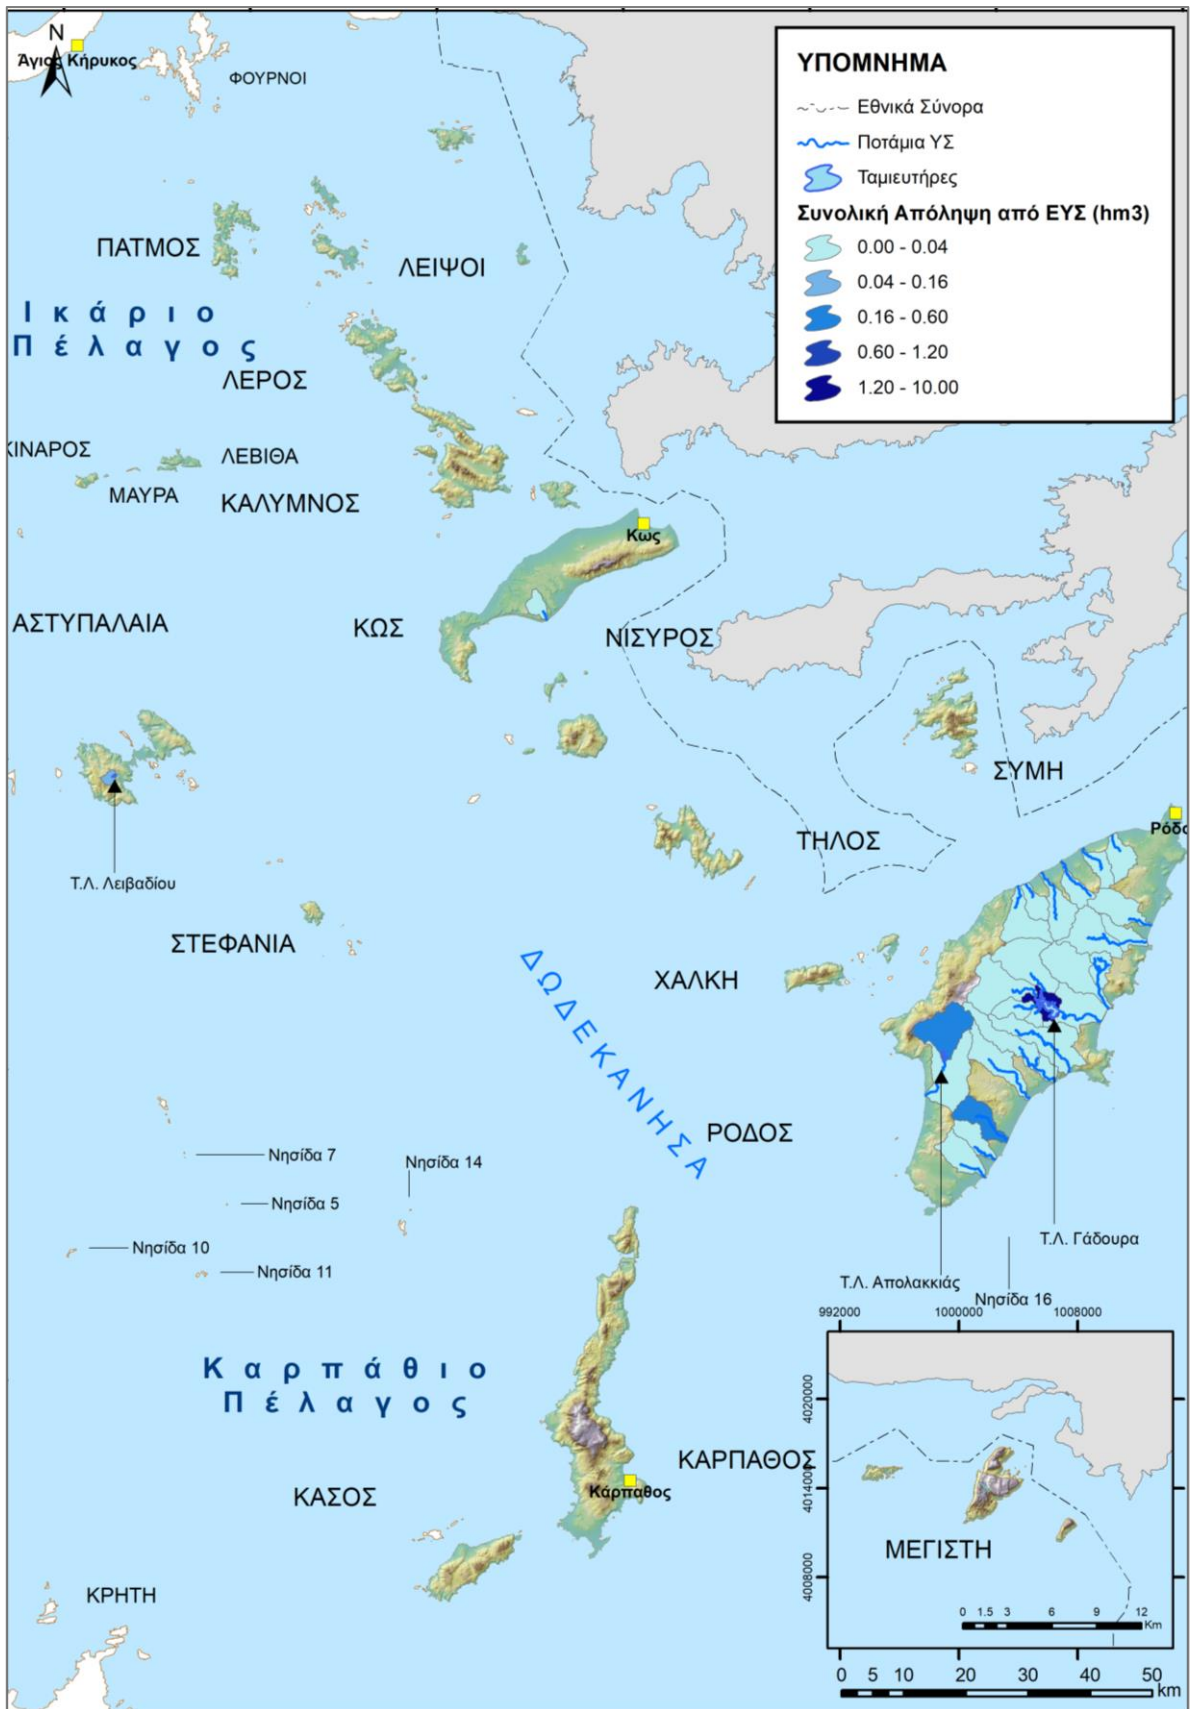 N
Άγιος Κήρυκος
ΦΟΥΡΝΟΙ
ΥΠΟΜΝΗΜΑ
Εθνικά Σύνορα
Ποτάμια ΥΣ
Ταμιευτήρες
Συνολική Απόληψη από ΕΥΣ (hm3)
0.00 - 0.04
0.04 - 0.16
0.16 - 0.60
0.60 - 1.20
1.20 - 10.00
ΠΑΤΜΟΣ
ΛΕΙΨΟΙ
Ικάριο
Πέλαγος
ΛΕΡΟΣ
ΚΙΝΑΡΟΣ
ΛΕΒΙΘΑ
ΜΑΥΡΑ
ΚΑΛΥΜΝΟΣ
Κως
ΑΣΤΥΠΑΛΑΙΑ
ΚΩΣ
ΝΙΣΥΡΟΣ
ΣΥΜΗ
Ρόδο
ΤΗΛΟΣ
Τ.Λ. Λειβαδίου
ΣΤΕΦΑΝΙΑ
ΧΑΛΚΗ
ΔΩΔΕΚΑΝΗΣΑ
ΡΟΔΟΣ
Νησίδα 7
Νησίδα 14
Νησίδα 5
Νησίδα 10
Νησίδα 11
Τ.Λ. Γάδουρα
Τ.Λ. Απολακκιάς
Νησίδα 16
992000
1000000
1008000
Καρπάθιο
Πέλαγος
4020000
4014000
4008000
ΚΑΡΠΑΘΟΣ
Κάρπαθος
ΚΑΣΟΣ
ΜΕΓΙΣΤΗ
ΚΡΗΤΗ
0 1.5 3 6 9 12
Km
0 5 10 20 30 40 50
km